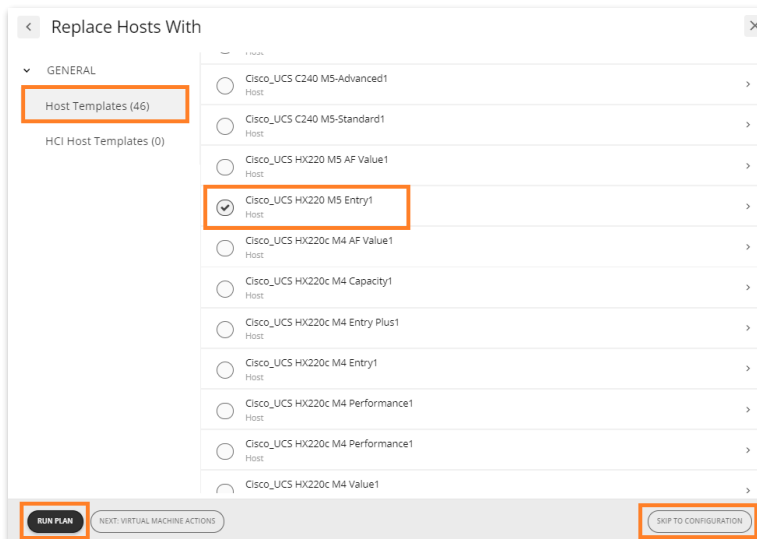 Replace Hosts With
GENERAL
Host Templates (46)
HCI Host Templates (0)
Host
Cisco_UCS C240 M5-Advanced1
Host
Cisco_UCS C240 M5-Standard1
Host
Cisco_UCS HX220 M5 AF Value1
Host
Cisco_UCS HX220 M5 Entry1
Host
Cisco_UCS HX220c M4 AF Value1
Host
Cisco_UCS HX220c M4 Capacity1
Host
Cisco_UCS HX220c M4 Entry Plus1
Host
Cisco_UCS HX220c M4 Entry1
Host
Cisco_UCS HX220c M4 Performance1
Host
Cisco_UCS HX220c M4 Performance1
Host
Cisco_UCS HX220c M4 Value1
RUN PLAN
NEXT: VIRTUAL MACHINE ACTIONS
SKIP TO CONFIGURATION